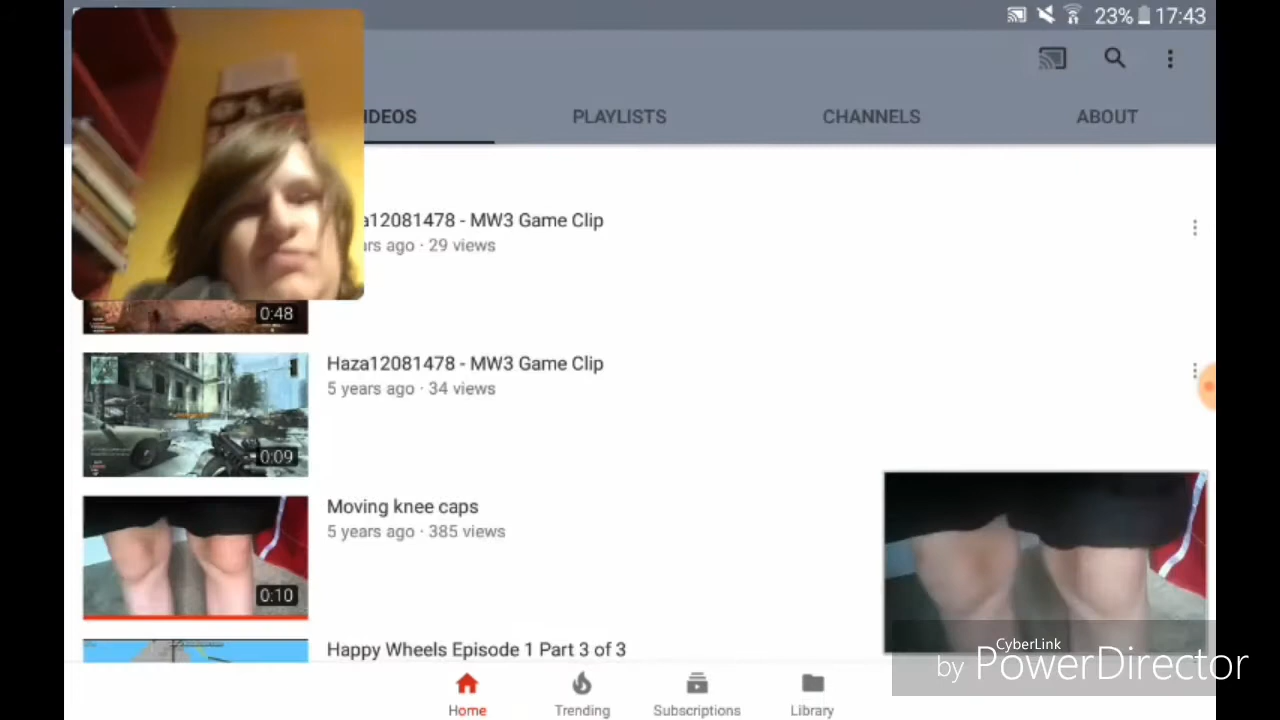 23% 17:43
IDEOS PLAYLISTS CHANNELS ABOUT
a12081478 - MW3 Game Clip
ars ago · 29 views
0:48
Haza12081478 - MW3 Game Clip
5 years ago · 34 views
0:09
Moving knee caps
5 years ago · 385 views
0:10
Happy Wheels Episode 1 Part 3 of 3
CyberLink
by PowerDirector
Home Trending Subscriptions Library